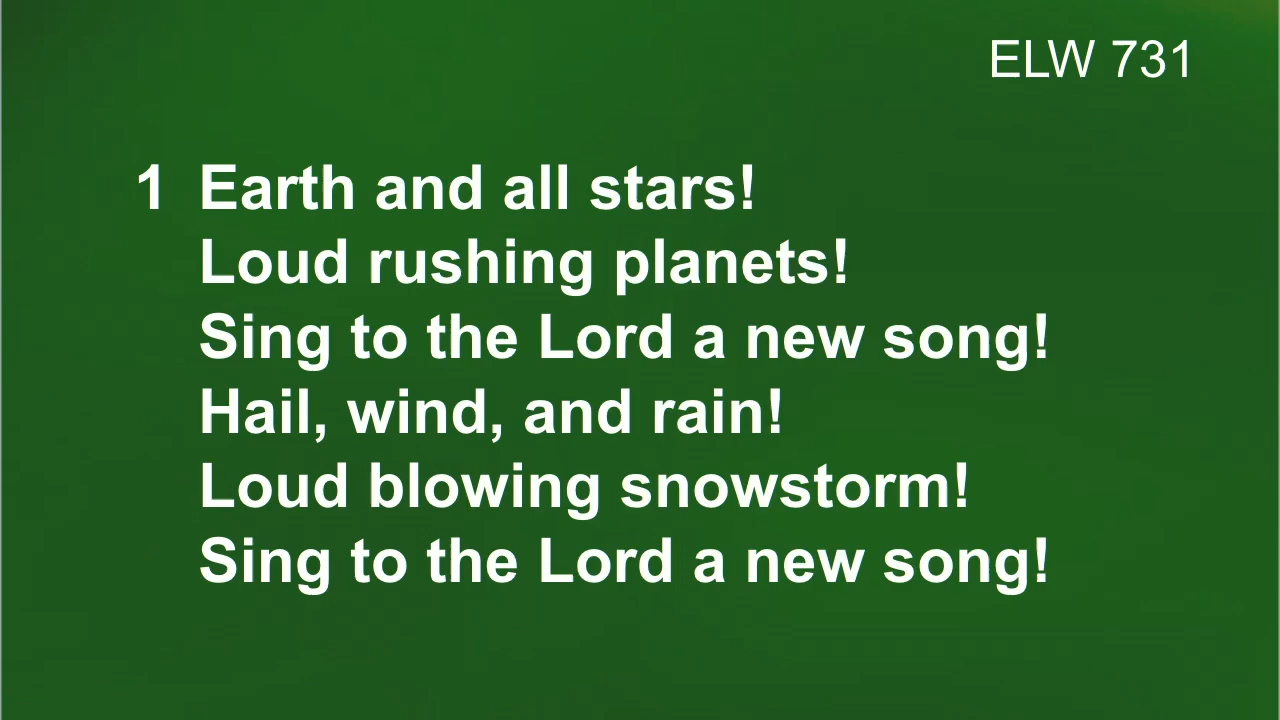 ELW 731
1 Earth and all stars!
Loud rushing planets!
Sing to the Lord a new song!
Hail, wind, and rain!
Loud blowing snowstorm!
Sing to the Lord a new song!